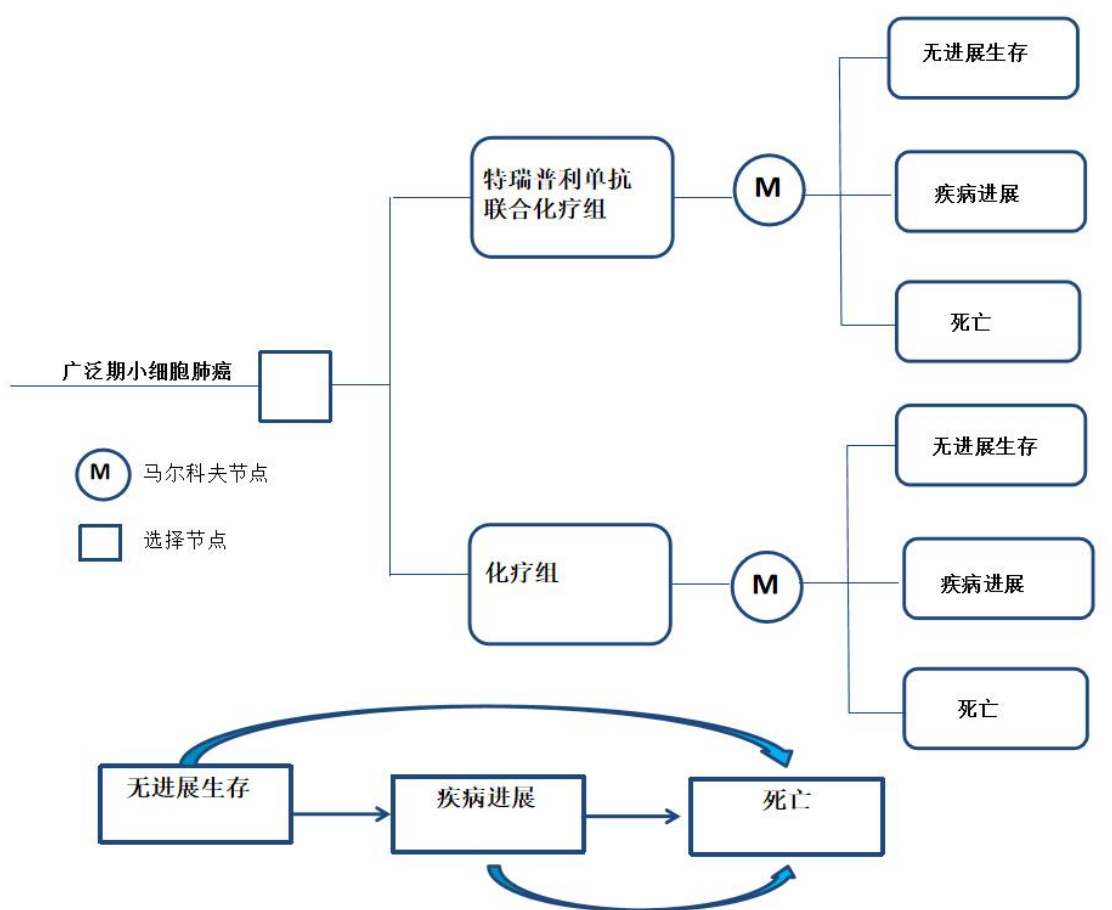 无进展生存
特瑞普利单抗
联合化疗组
M
疾病进展
死亡
广泛期小细胞肺癌
M 马尔科夫节点
选择节点
无进展生存
化疗组
M
疾病进展
死亡
无进展生存
疾病进展
死亡